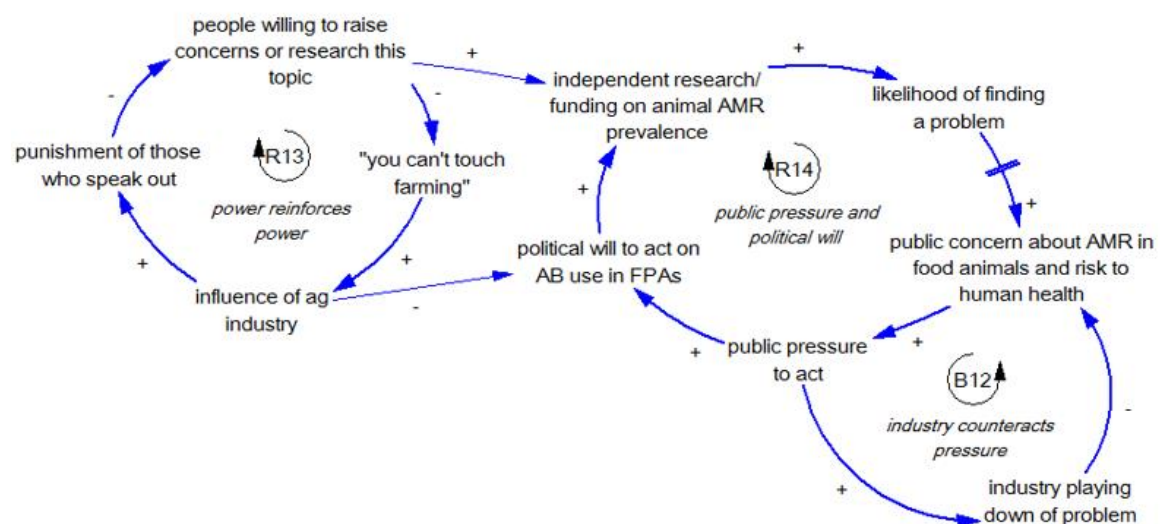 people willing to raise
concerns or research this
topic
+
-
-
R13
power reinforces
power
punishment of those
who speak out
"you can't touch
farming"
+
+
influence of ag
industry
-
independent research/
funding on animal AMR
prevalence
+
likelihood of finding
a problem
R14
public pressure and
political will
+
+
political will to act on
AB use in FPAs
public concern about AMR in
food animals and risk to
human health
+
+
public pressure
to act
B12
industry counteracts
pressure
-
+
industry playing
down of problem